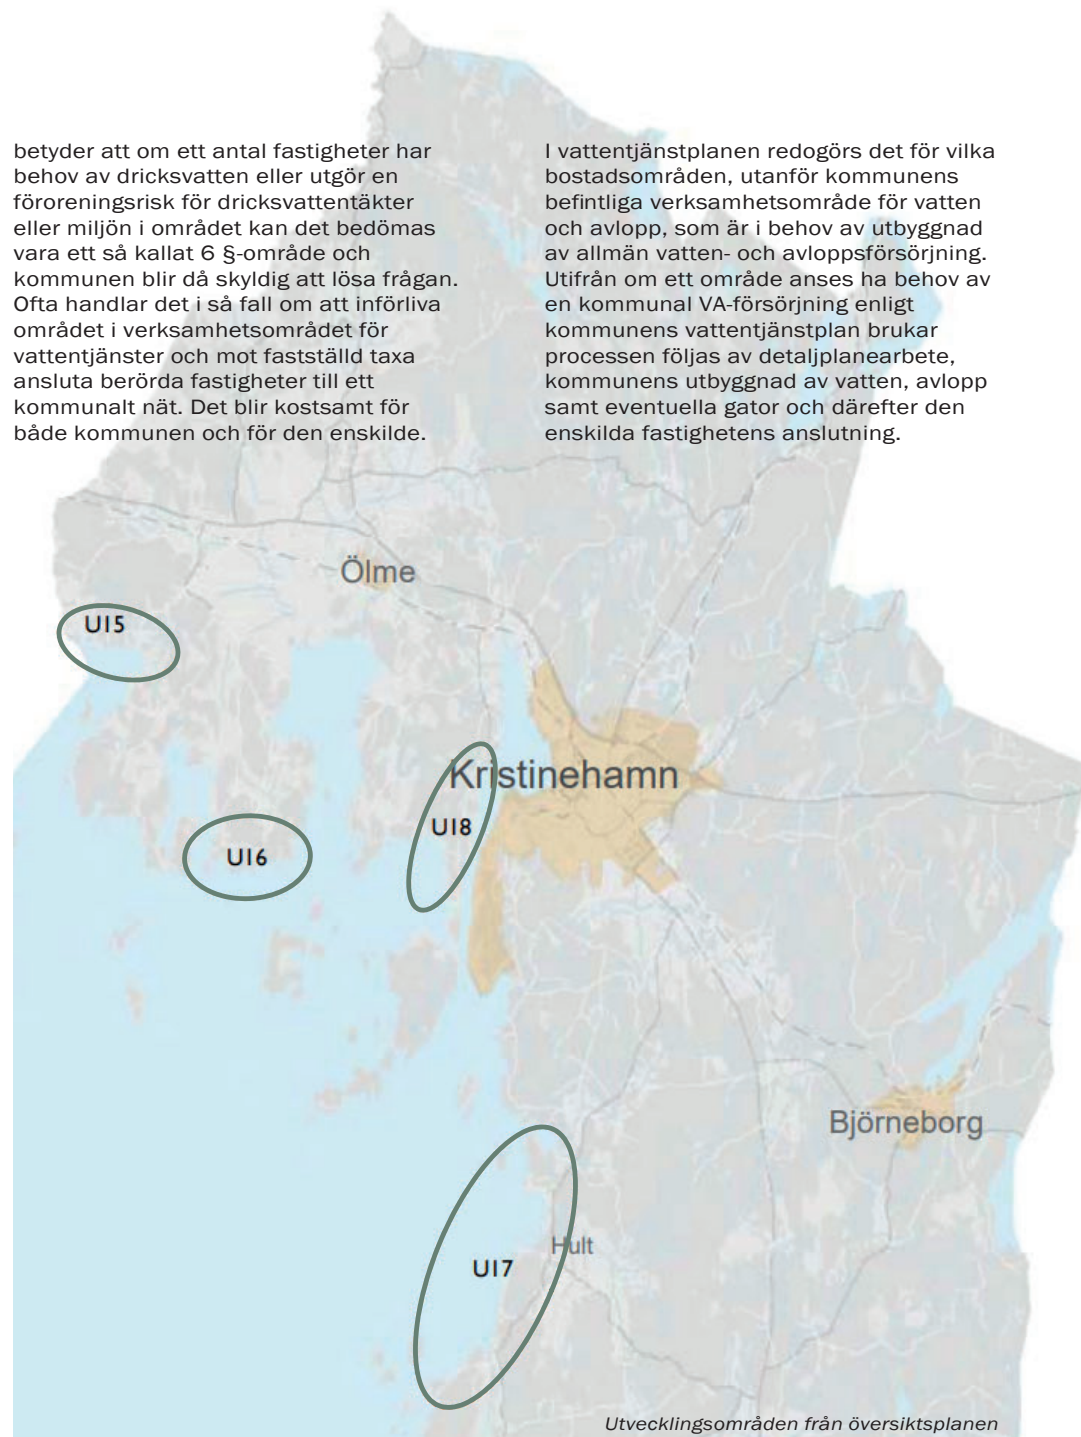 betyder att om ett antal fastigheter har
behov av dricksvatten eller utgör en
föroreningsrisk för dricksvattentäkter
eller miljön i området kan det bedömas
vara ett så kallat 6 §-område och
kommunen blir då skyldig att lösa frågan.
Ofta handlar det i så fall om att införliva
området i verksamhetsområdet för
vattentjänster och mot fastställd taxa
ansluta berörda fastigheter till ett
kommunalt nät. Det blir kostsamt för
både kommunen och för den enskilde.
I vattentjänstplanen redogörs det för vilka
bostadsområden, utanför kommunens
befintliga verksamhetsområde för vatten
och avlopp, som är i behov av utbyggnad
av allmän vatten- och avloppsförsörjning.
Utifrån om ett område anses ha behov av
en kommunal VA-försörjning enligt
kommunens vattentjänstplan brukar
processen följas av detaljplanearbete,
kommunens utbyggnad av vatten, avlopp
samt eventuella gator och därefter den
enskilda fastighetens anslutning.
Ölme
U15
Kristinehamn
U18
U16
Björneborg
Hult
U17
Utvecklingsområden från översiktsplanen